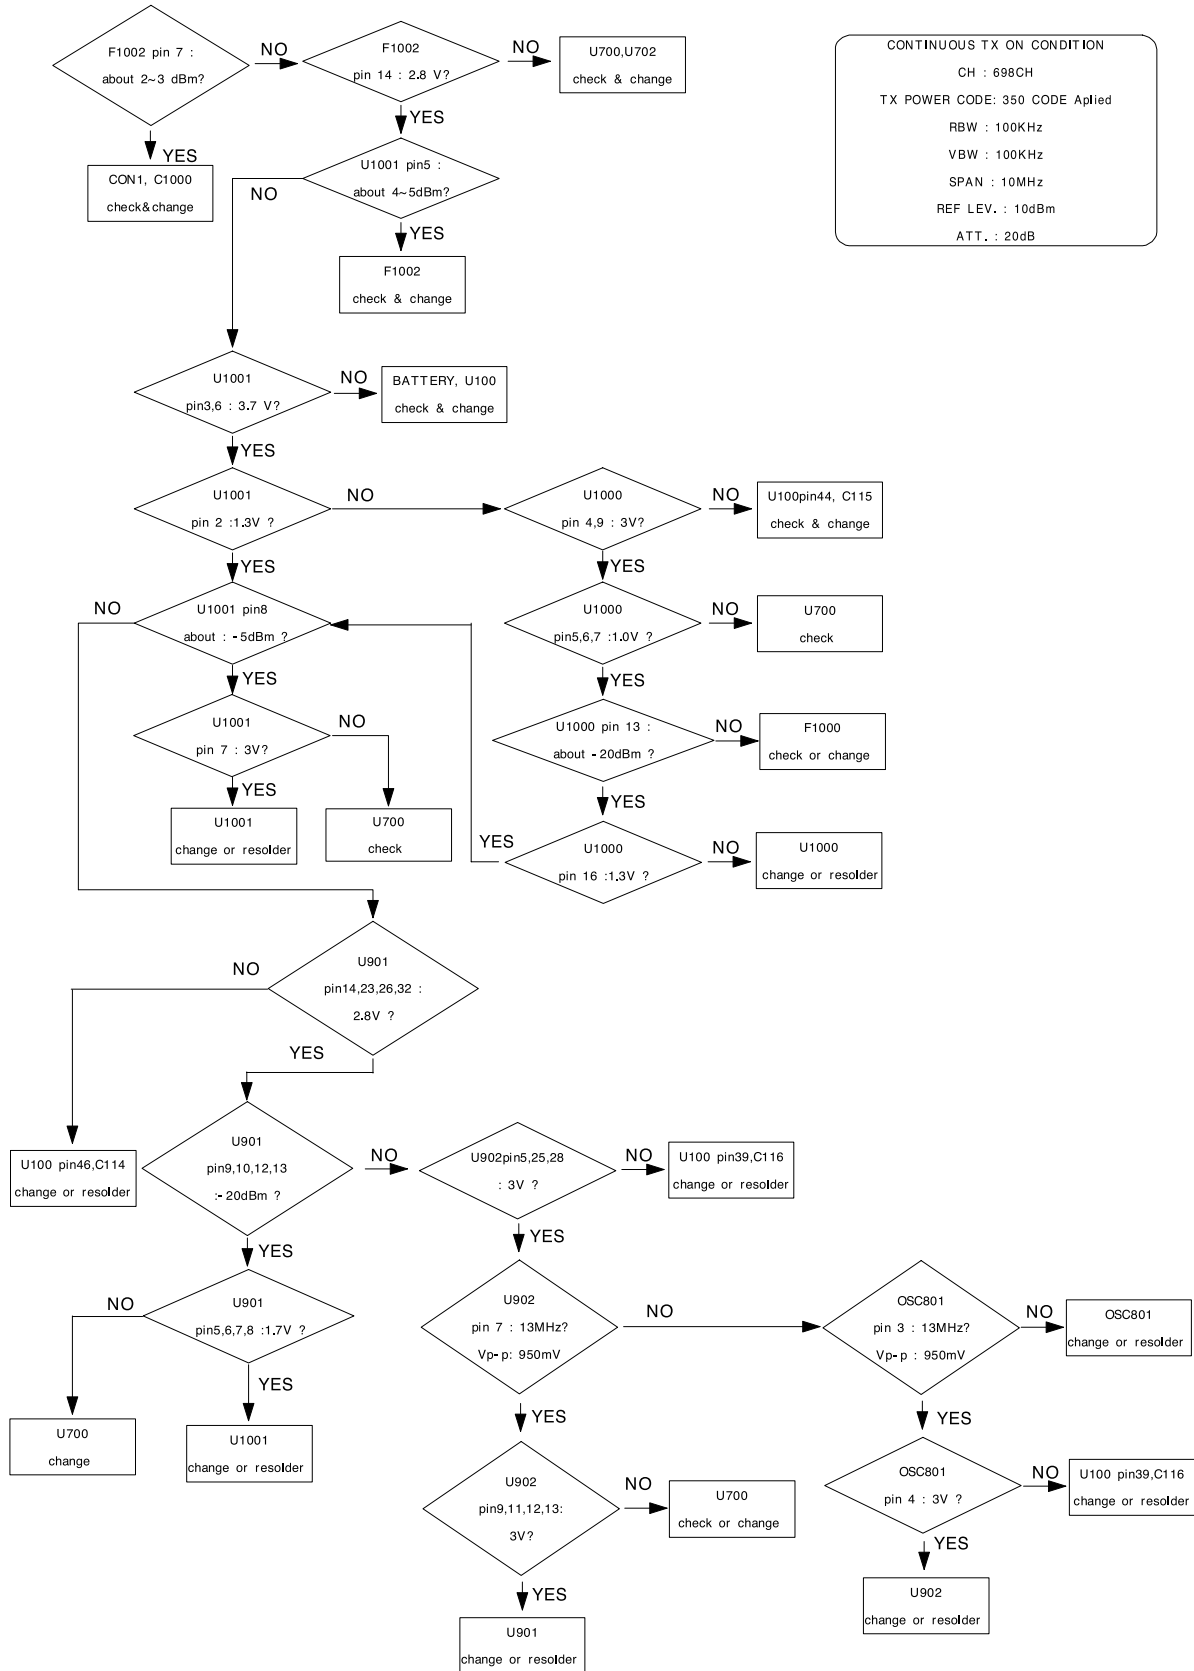 F1002 pin 7 :
about 2~3 dBm?
NO
F1002
pin 14 : 2.8 V?
NO
U700,U702
check & change
CONTINUOUS TX ON CONDITION
CH : 698CH
TX POWER CODE: 350 CODE Aplied
RBW : 100KHz
VBW : 100KHz
SPAN : 10MHz
REF LEV. : 10dBm
ATT. : 20dB
YES
YES
CON1, C1000
check&change
U1001 pin5 :
about 4~5dBm?
NO
YES
F1002
check & change
U1001
pin3,6 : 3.7 V?
NO
BATTERY, U100
check & change
YES
U1001
pin 2 :1.3V ?
NO
U1000
pin 4,9 : 3V?
NO
U100pin44, C115
check & change
YES
YES
NO
U1001 pin8
about : -5dBm ?
U1000
pin5,6,7 :1.0V ?
NO
U700
check
YES
YES
U1001
pin 7 : 3V?
NO
U1000 pin 13 :
about -20dBm ?
NO
F1000
check or change
YES
YES
U1001
change or resolder
U700
check
YES
U1000
pin 16 :1.3V ?
NO
U1000
change or resolder
NO
U901
pin14,23,26,32 :
2.8V ?
YES
U100 pin46,C114
change or resolder
U901
pin9,10,12,13
:-20dBm ?
NO
U902pin5,25,28
: 3V ?
NO
U100 pin39,C116
change or resolder
YES
YES
NO
U901
pin5,6,7,8 :1.7V ?
U902
pin 7 : 13MHz?
Vp-p: 950mV
NO
OSC801
pin 3 : 13MHz?
Vp-p : 950mV
NO
OSC801
change or resolder
YES
YES
YES
U700
change
U1001
change or resolder
U902
pin9,11,12,13:
3V?
NO
U700
check or change
OSC801
pin 4 : 3V ?
NO
U100 pin39,C116
change or resolder
YES
YES
U901
change or resolder
U902
change or resolder